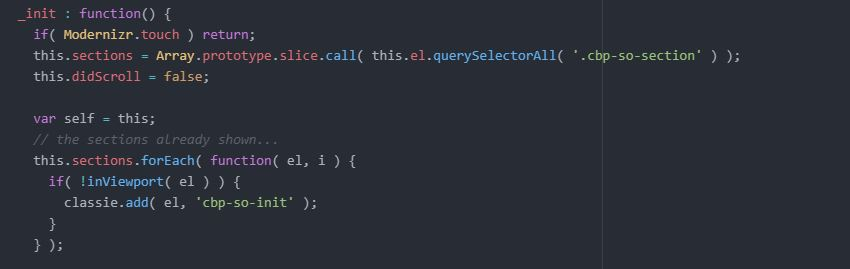 _init : function() {
if( Modernizr.touch ) return;
this.sections = Array.prototype.slice.call( this.el.querySelectorAll( '.cbp-so-section' ) );
this.didScroll = false;
var self = this;
// the sections already shown...
this.sections.forEach( function( el, i ) {
if( !inViewport( el ) ) {
classie.add( el, 'cbp-so-init' );
}
} );